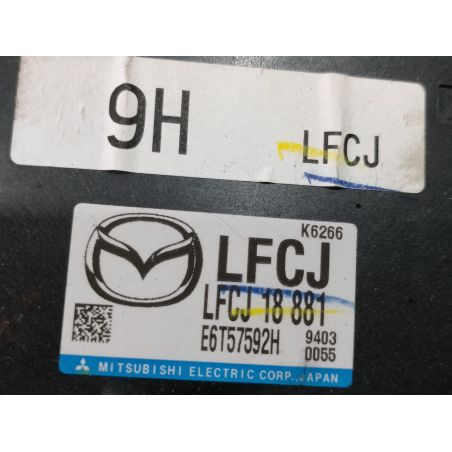 9H LFCJ
K6266
LFCJ
LFCJ 18 881
E6T57592H 9403
0055
MITSUBISHI ELECTRIC CORP.,JAPAN